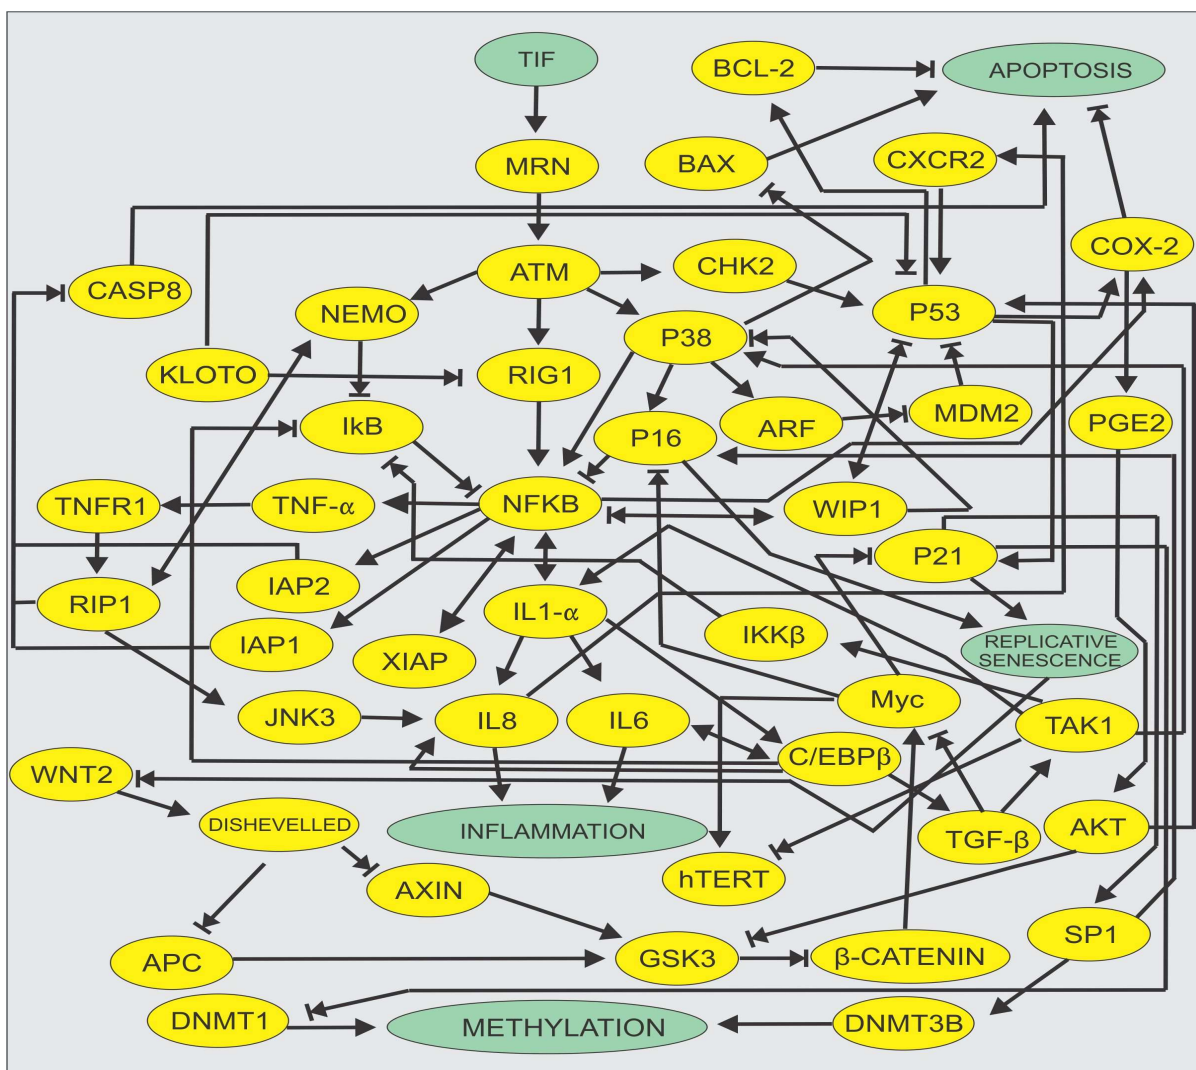 TIF
BCL-2
APOPTOSIS
MRN
BAX
CXCR2
ATM
CHK2
COX-2
CASP8
NEMO
P53
P38
KLOTO
RIG1
IkB
P16
ARF
MDM2
PGE2
TNFR1
TNF-α
NFKB
WIP1
P21
IAP2
RIP1
IL1-α
IAP1
XIAP
IKKβ
REPLICATIVE
SENESCENCE
JNK3
IL8
IL6
Myc
TAK1
WNT2
C/EBPβ
DISHEVELLED
INFLAMMATION
TGF-β
AKT
AXIN
hTERT
SP1
APC
GSK3
β-CATENIN
DNMT1
METHYLATION
DNMT3B